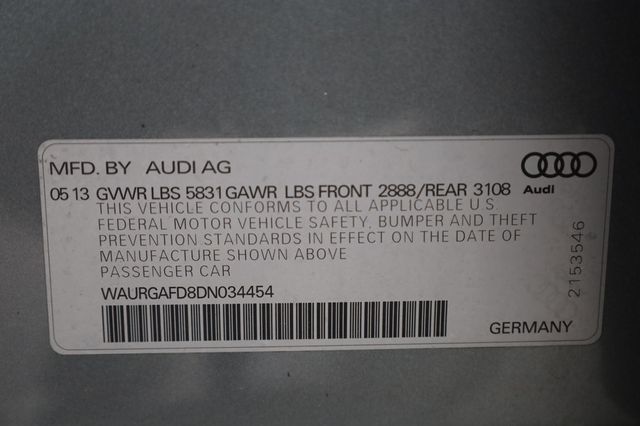 MFD. BY AUDI AG
Audi
05 13 GVWR LBS 5831 GAWR LBS FRONT 2888/REAR 3108
THIS VEHICLE CONFORMS TO ALL APPLICABLE U.S.
FEDERAL MOTOR VEHICLE SAFETY, BUMPER AND THEFT
PREVENTION STANDARDS IN EFFECT ON THE DATE OF
MANUFACTURE SHOWN ABOVE
PASSENGER CAR
WAURGAFD8DN034454
GERMANY
2153546